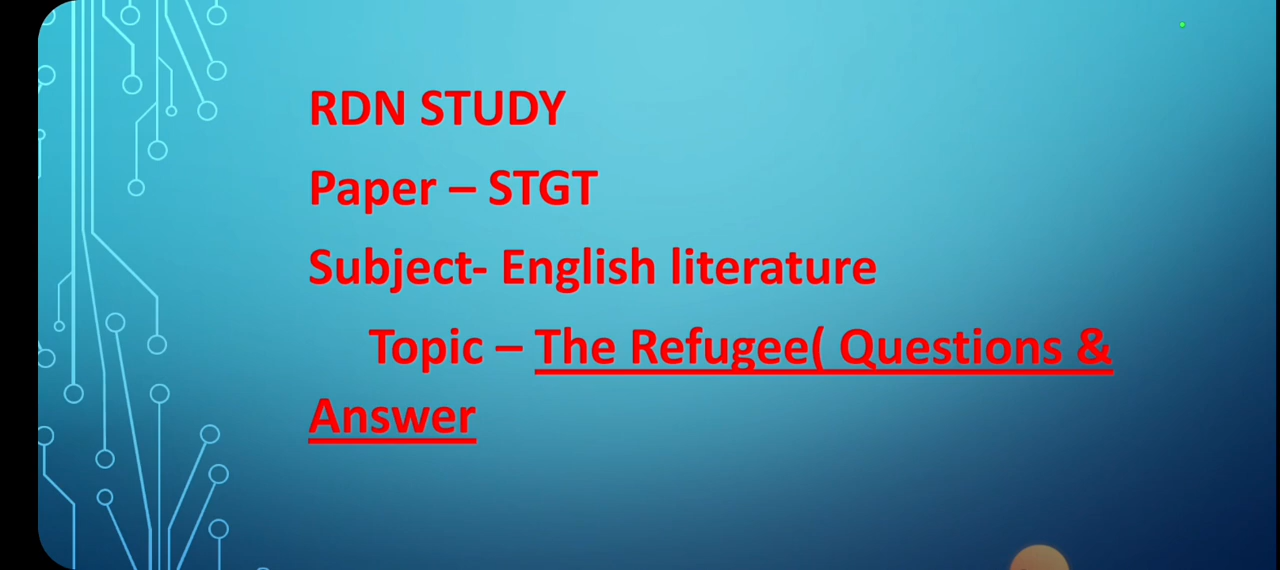 RDN STUDY
Paper – STGT
Subject- English literature
Topic – The Refugee( Questions &
Answer